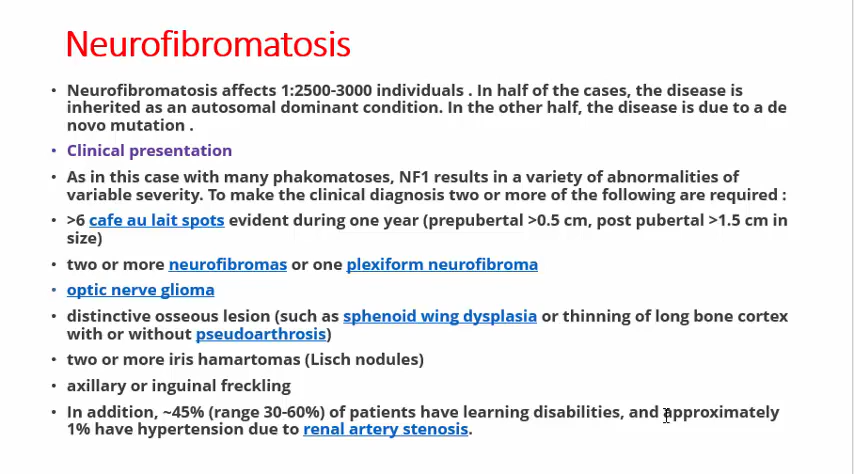 Neurofibromatosis
• Neurofibromatosis affects 1:2500-3000 individuals . In half of the cases, the disease is
inherited as an autosomal dominant condition. In the other half, the disease is due to a de
novo mutation .
• Clinical presentation
• As in this case with many phakomatoses, NF1 results in a variety of abnormalities of
variable severity. To make the clinical diagnosis two or more of the following are required :
• >6 cafe au lait spots evident during one year (prepubertal >0.5 cm, post pubertal >1.5 cm in
size)
• two or more neurofibromas or one plexiform neurofibroma
• optic nerve glioma
• distinctive osseous lesion (such as sphenoid wing dysplasia or thinning of long bone cortex
with or without pseudoarthrosis)
• two or more iris hamartomas (Lisch nodules)
• axillary or inguinal freckling
• In addition, ~45% (range 30-60%) of patients have learning disabilities, and approximately
1% have hypertension due to renal artery stenosis.